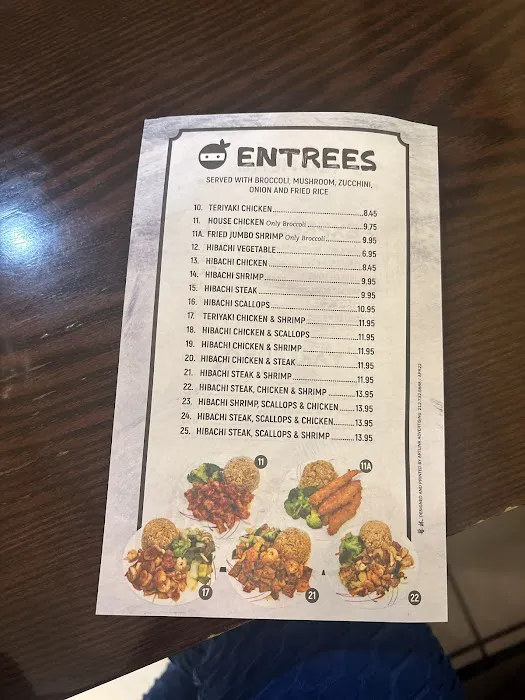 ENTREES
SERVED WITH BROCCOLI, MUSHROOM, ZUCCHINI,
ONION AND FRIED RICE
10. TERIYAKI CHICKEN 8.45
11. HOUSE CHICKEN Only Broccoli 9.75
11A. FRIED JUMBO SHRIMP Only Broccoli 9.95
12. HIBACHI VEGETABLE 6.95
13. HIBACHI CHICKEN 8.45
14. HIBACHI SHRIMP 9.95
15. HIBACHI STEAK 9.95
16. HIBACHI SCALLOPS 10.95
17. TERIYAKI CHICKEN & SHRIMP 11.95
18. HIBACHI CHICKEN & SCALLOPS 11.95
19. HIBACHI CHICKEN & SHRIMP 11.95
20. HIBACHI CHICKEN & STEAK 11.95
21. HIBACHI STEAK & SHRIMP 11.95
22. HIBACHI STEAK, CHICKEN & SHRIMP 13.95
23. HIBACHI SHRIMP, SCALLOPS & CHICKEN 13.95
24. HIBACHI STEAK, SCALLOPS & CHICKEN 13.95
25. HIBACHI STEAK, SCALLOPS & SHRIMP 13.95
11
11A
17
21
22
DESIGNED AND PRINTED BY